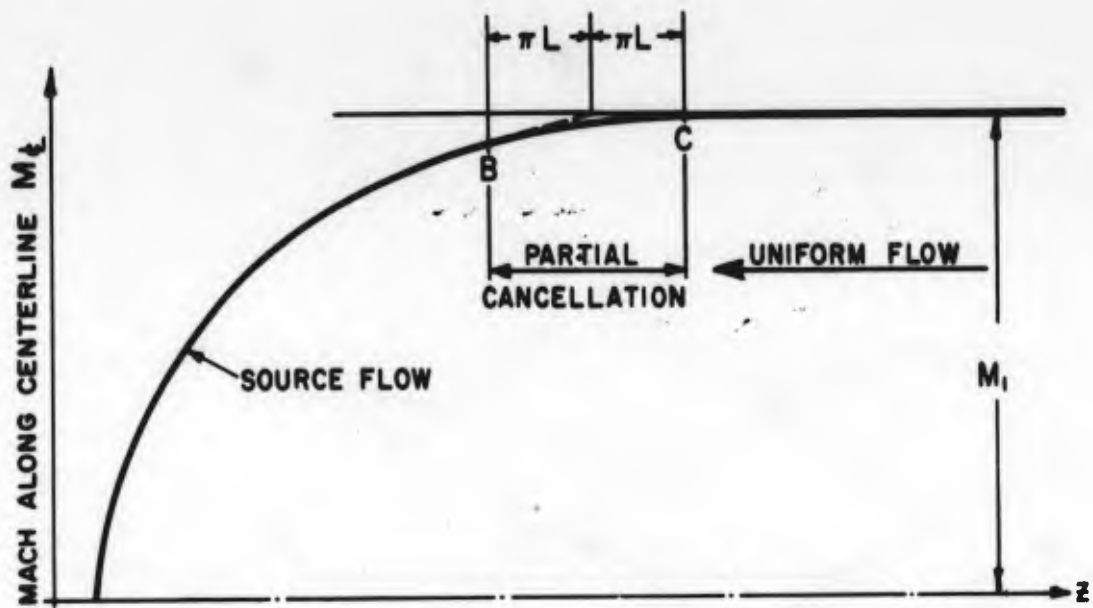 πL πL
MACH ALONG CENTERLINE M℄
B
C
PARTIAL
CANCELLATION
UNIFORM FLOW
SOURCE FLOW
M₁
z